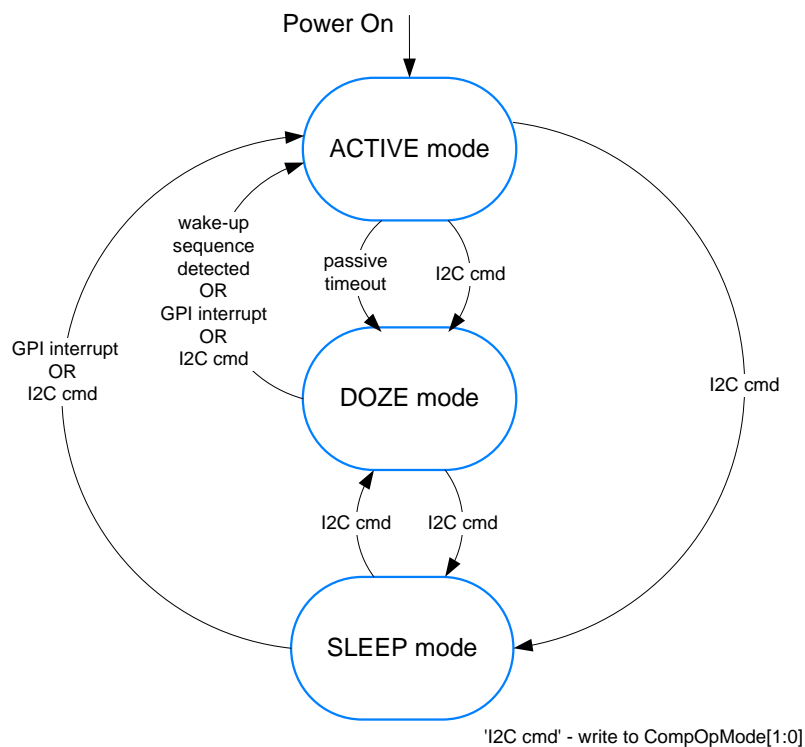 Power On
ACTIVE mode
wake-up
sequence
detected
OR
GPI interrupt
OR
I2C cmd
passive
timeout
I2C cmd
GPI interrupt
OR
I2C cmd
I2C cmd
DOZE mode
I2C cmd
I2C cmd
SLEEP mode
'I2C cmd' - write to CompOpMode[1:0]